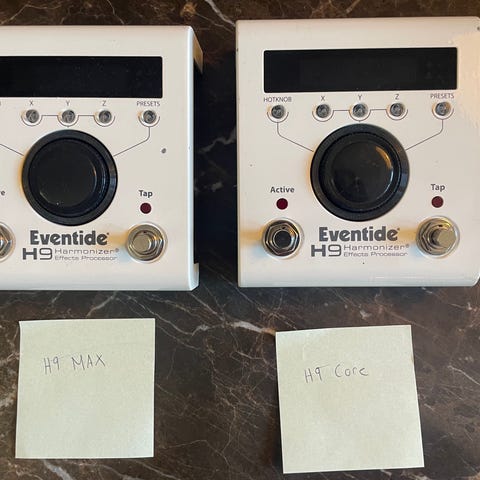 X Y Z PRESETS
Tap
Eventide®
H9 Harmonizer®
Effects Processor
H9 MAX
HOTKNOB X Y Z PRESETS
Active Tap
Eventide®
H9 Harmonizer®
Effects Processor
H9 Core